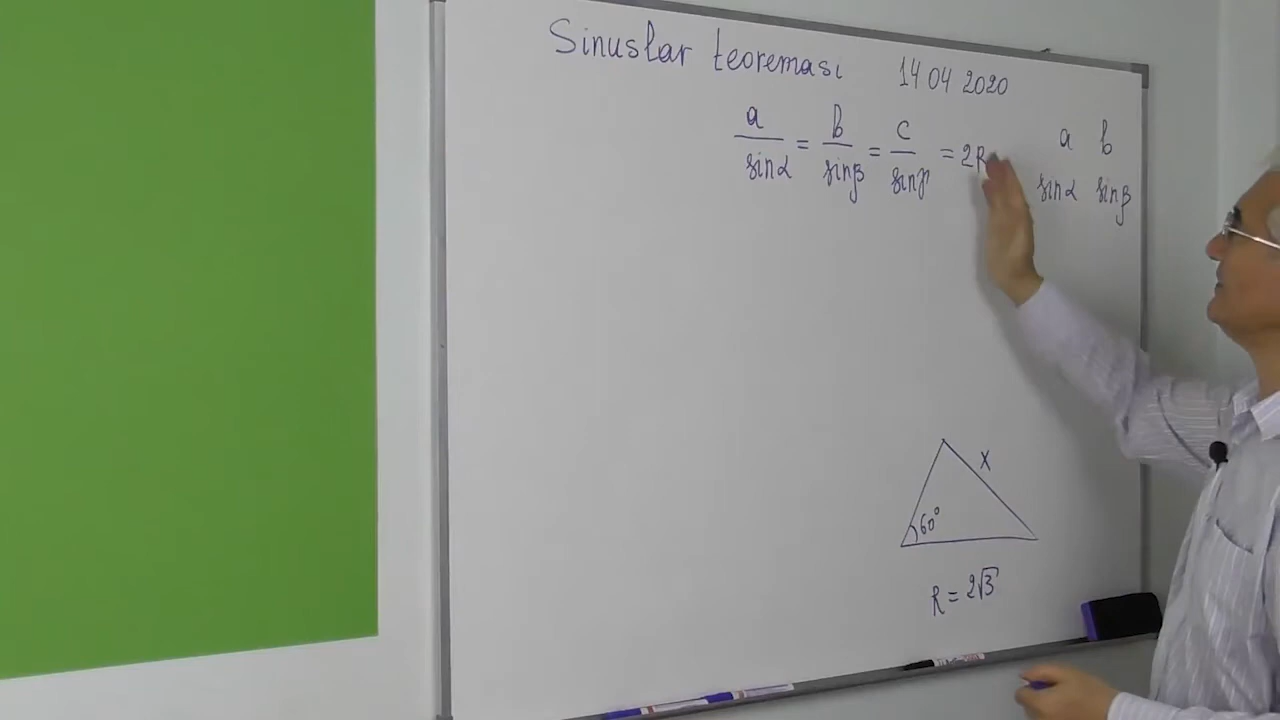 Sinuslar teoreması 14 04 2020
a/sinα = b/sinβ = c/sinγ = 2R a b
sinα sinβ
x
60°
R = 2√3